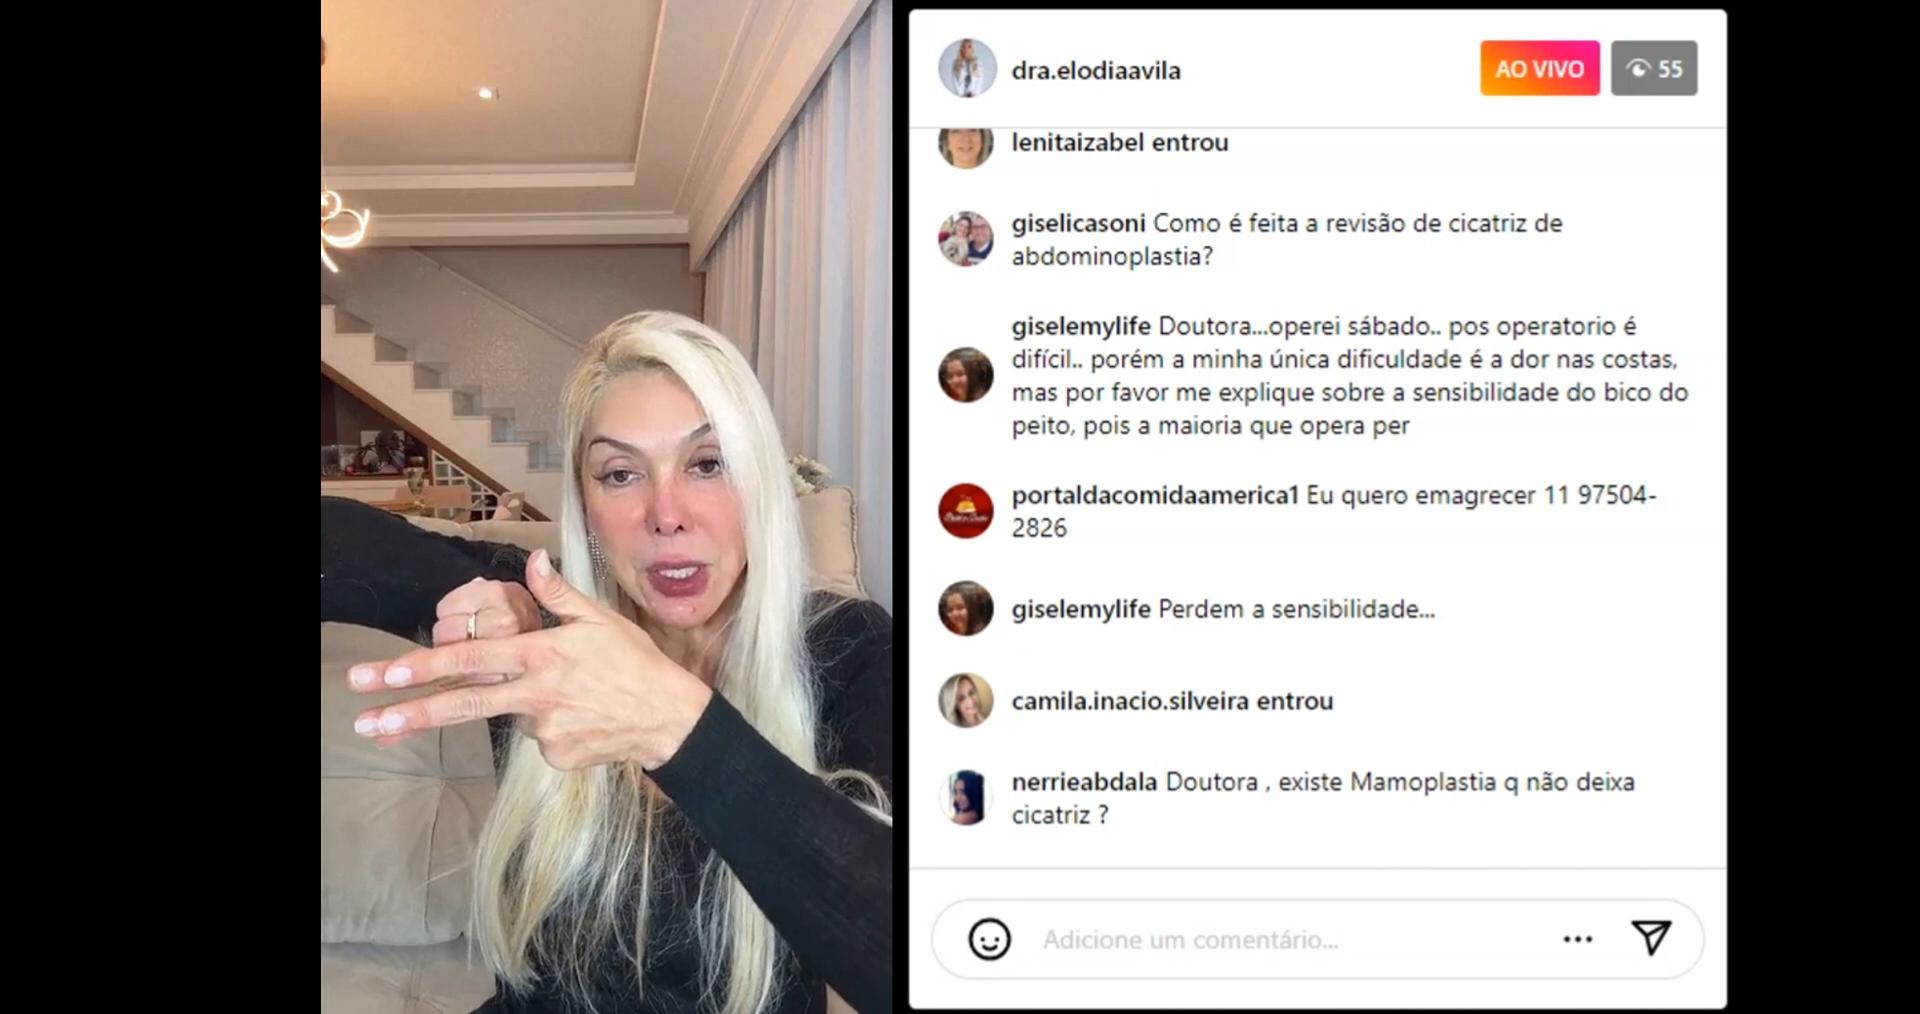 dra.elodiaavila
AO VIVO
55
lenitaizabel entrou
giselicasoni Como é feita a revisão de cicatriz de
abdominoplastia?
giselemylife Doutora...operei sábado.. pos operatorio é
difícil.. porém a minha única dificuldade é a dor nas costas,
mas por favor me explique sobre a sensibilidade do bico do
peito, pois a maioria que opera per
portaldacomidaamerica1 Eu quero emagrecer 11 97504-
2826
giselemylife Perdem a sensibilidade...
camila.inacio.silveira entrou
nerrieabdala Doutora , existe Mamoplastia q não deixa
cicatriz ?
Adicione um comentário...